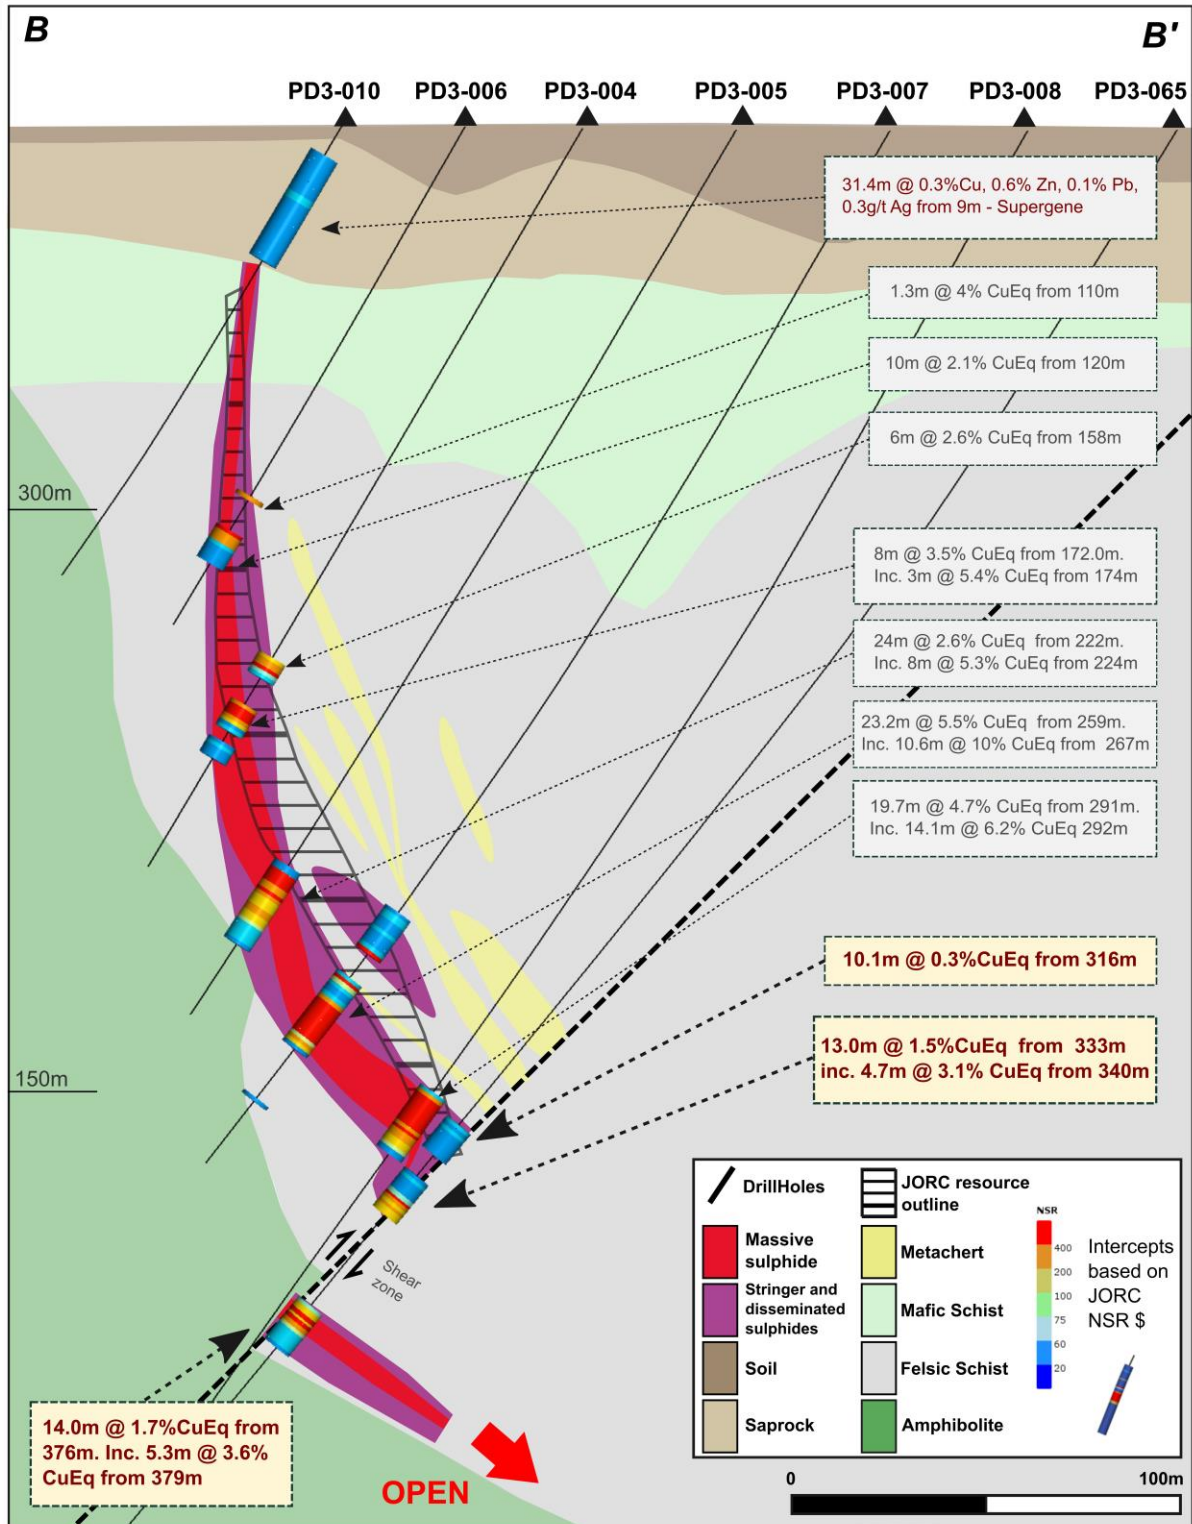 B
B'
PD3-010
PD3-006
PD3-004
PD3-005
PD3-007
PD3-008
PD3-065
31.4m @ 0.3%Cu, 0.6% Zn, 0.1% Pb,
0.3g/t Ag from 9m - Supergene
1.3m @ 4% CuEq from 110m
10m @ 2.1% CuEq from 120m
6m @ 2.6% CuEq from 158m
300m
8m @ 3.5% CuEq from 172.0m.
Inc. 3m @ 5.4% CuEq from 174m
24m @ 2.6% CuEq from 222m.
Inc. 8m @ 5.3% CuEq from 224m
23.2m @ 5.5% CuEq from 259m.
Inc. 10.6m @ 10% CuEq from 267m
19.7m @ 4.7% CuEq from 291m.
Inc. 14.1m @ 6.2% CuEq 292m
10.1m @ 0.3%CuEq from 316m
13.0m @ 1.5%CuEq from 333m
inc. 4.7m @ 3.1% CuEq from 340m
150m
Shear
zone
14.0m @ 1.7%CuEq from
376m. Inc. 5.3m @ 3.6%
CuEq from 379m
OPEN
DrillHoles
Massive
sulphide
Stringer and
disseminated
sulphides
Soil
Saprock
JORC resource
outline
Metachert
Mafic Schist
Felsic Schist
Amphibolite
NSR
400
200
100
75
60
20
Intercepts
based on
JORC
NSR $
0
100m